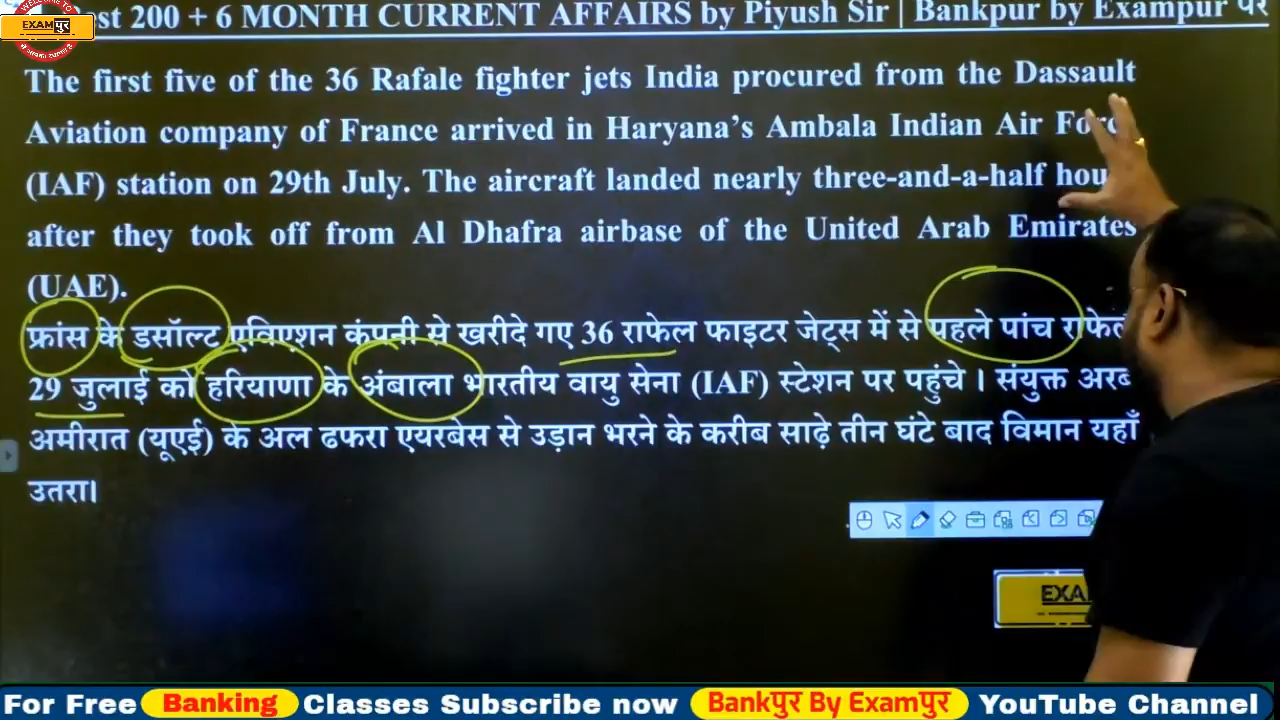 200 + 6 MONTH CURRENT AFFAIRS by Piyush Sir | Bankpur by Exampur पर
EXAMपुर
The first five of the 36 Rafale fighter jets India procured from the Dassault
Aviation company of France arrived in Haryana's Ambala Indian Air
(IAF) station on 29th July. The aircraft landed nearly three-and-a-half
after they took off from Al Dhafra airbase of the United Arab Emirates
(UAE).
फ्रांस के डसॉल्ट एविएशन कंपनी से खरीदे गए 36 राफेल फाइटर जेट्स में से पहले पांच
29 जुलाई को हरियाणा के अंबाला भारतीय वायु सेना (IAF) स्टेशन पर पहुंचे । संयुक्त
अमीरात (यूएई) के अल ढफरा एयरबेस से उड़ान भरने के करीब साढ़े तीन घंटे बाद विमान यहाँ
उतरा।
For Free Banking Classes Subscribe now Bankपुर By Examपुर YouTube Channel